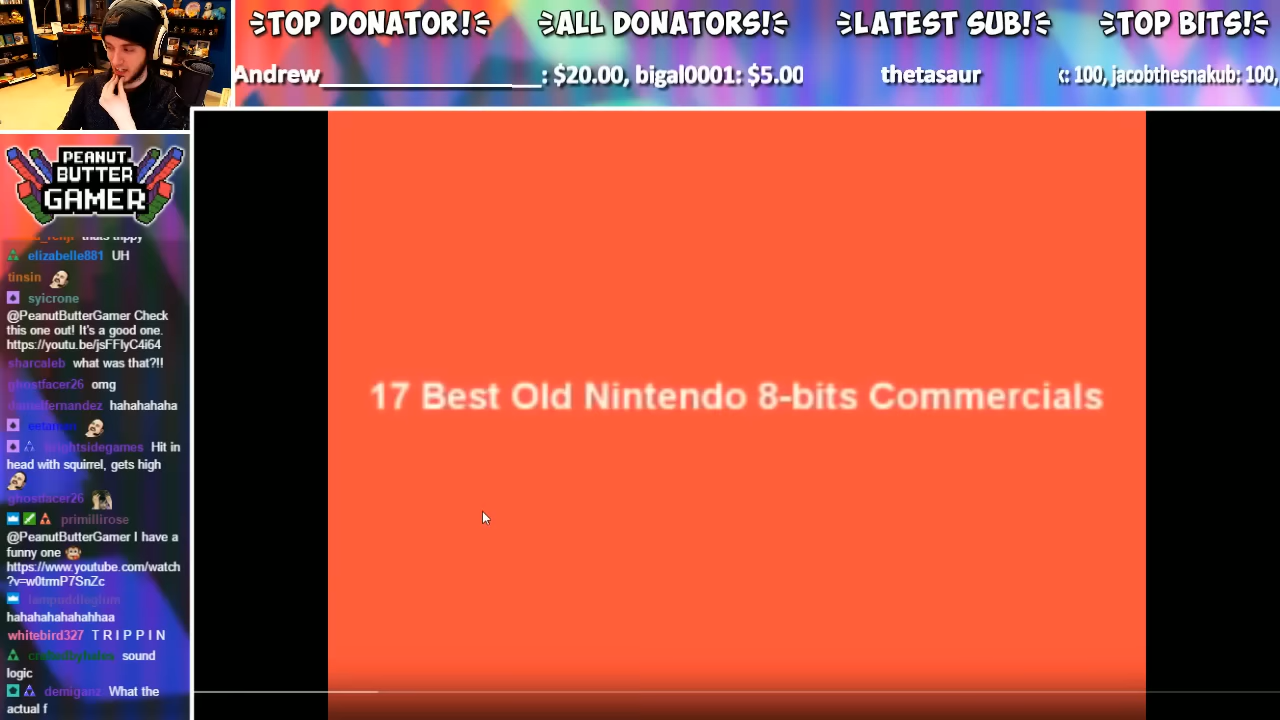 TOP DONATOR! ALL DONATORS! LATEST SUB! TOP BITS!
Andrew_________________: $20.00, bigal0001: $5.00 thetasaur : 100, jacobthesnakub: 100,
PEANUT
BUTTER
GAMER
thats trippy
elizabelle881 UH
tinsin
syicrone
@PeanutButterGamer Check
this one out! It's a good one.
https://youtu.be/jsFFlyC4i64
sharcaleb what was that?!!
ghostfacer26 omg
hahahahaha
brightsidegames Hit in
head with squirrel, gets high
ghostfacer26
primillirose
@PeanutButterGamer I have a
funny one
https://www.youtube.com/watch
?v=w0trmP7SnZc
hahahahahahhaa
whitebird327 T R I P P I N
sound
logic
demiganz What the
actual f
17 Best Old Nintendo 8-bits Commercials